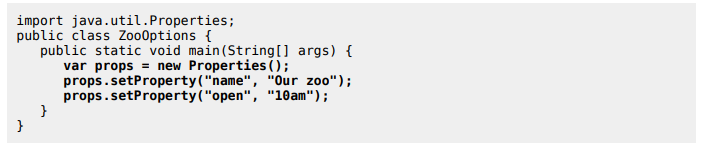 import java.util.Properties;
public class ZooOptions {
   public static void main(String[] args) {
      var props = new Properties();
      props.setProperty("name", "Our zoo");
      props.setProperty("open", "10am");
   }
}